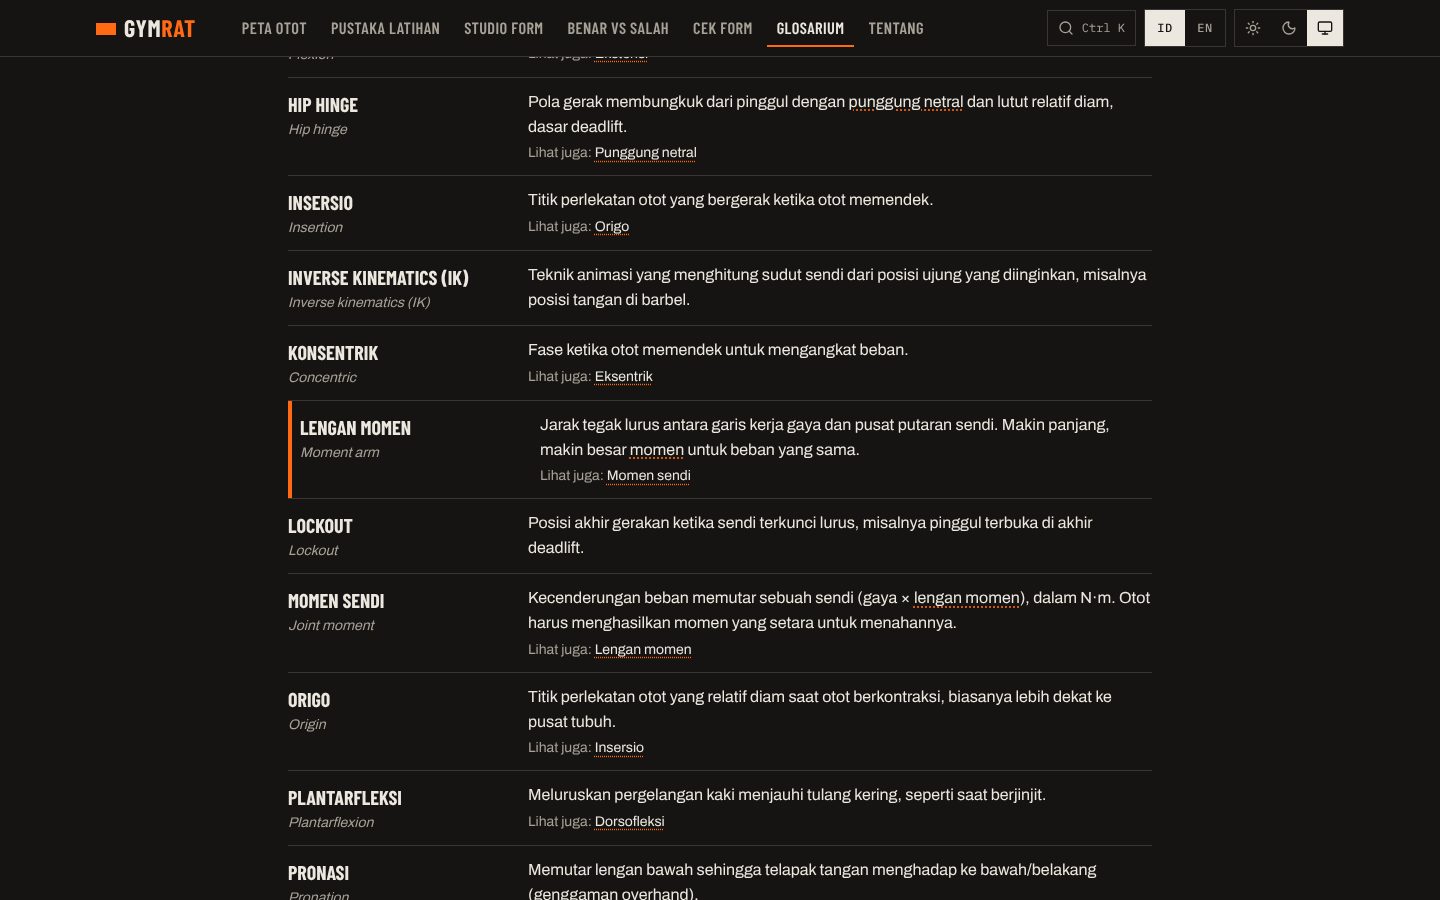 GYMRAT
PETA OTOT
PUSTAKA LATIHAN
STUDIO FORM
BENAR VS SALAH
CEK FORM
GLOSARIUM
TENTANG
Ctrl K
ID
EN
HIP HINGE
Hip hinge
Pola gerak membungkuk dari pinggul dengan punggung netral dan lutut relatif diam,
dasar deadlift.
Lihat juga: Punggung netral
INSERSIO
Insertion
Titik perlekatan otot yang bergerak ketika otot memendek.
Lihat juga: Origo
INVERSE KINEMATICS (IK)
Inverse kinematics (IK)
Teknik animasi yang menghitung sudut sendi dari posisi ujung yang diinginkan, misalnya
posisi tangan di barbel.
KONSENTRIK
Concentric
Fase ketika otot memendek untuk mengangkat beban.
Lihat juga: Eksentrik
LENGAN MOMEN
Moment arm
Jarak tegak lurus antara garis kerja gaya dan pusat putaran sendi. Makin panjang,
makin besar momen untuk beban yang sama.
Lihat juga: Momen sendi
LOCKOUT
Lockout
Posisi akhir gerakan ketika sendi terkunci lurus, misalnya pinggul terbuka di akhir
deadlift.
MOMEN SENDI
Joint moment
Kecenderungan beban memutar sebuah sendi (gaya × lengan momen), dalam N·m. Otot
harus menghasilkan momen yang setara untuk menahannya.
Lihat juga: Lengan momen
ORIGO
Origin
Titik perlekatan otot yang relatif diam saat otot berkontraksi, biasanya lebih dekat ke
pusat tubuh.
Lihat juga: Insersio
PLANTARFLEKSI
Plantarflexion
Meluruskan pergelangan kaki menjauhi tulang kering, seperti saat berjinjit.
Lihat juga: Dorsofleksi
PRONASI
Pronation
Memutar lengan bawah sehingga telapak tangan menghadap ke bawah/belakang
(genggaman overhand).